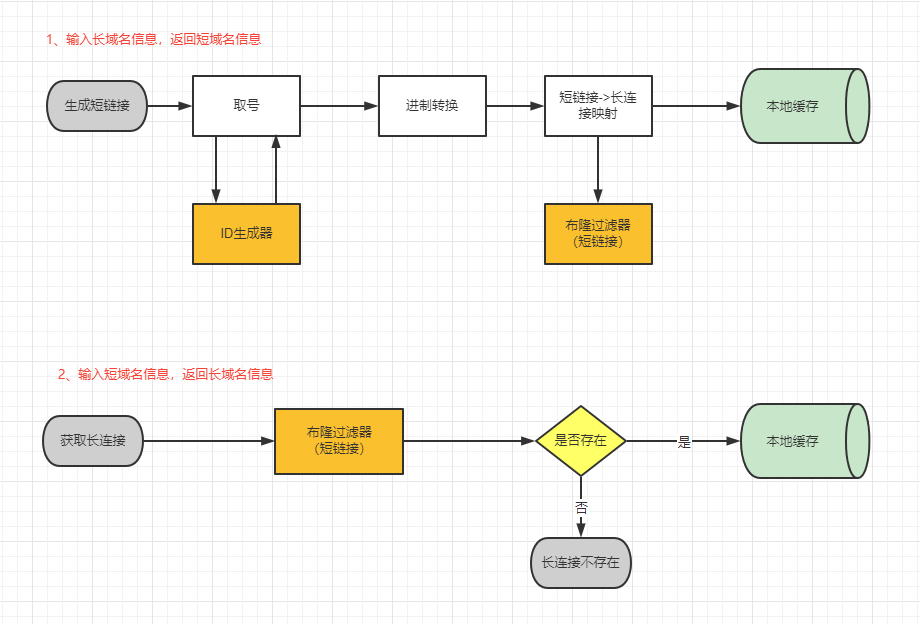 1、输入长域名信息，返回短域名信息
生成短链接
取号
进制转换
短链接->长连
接映射
本地缓存
ID生成器
布隆过滤器
（短链接）
2、输入短域名信息，返回长域名信息
获取长连接
布隆过滤器
（短链接）
是否存在
是
本地缓存
否
长连接不存在